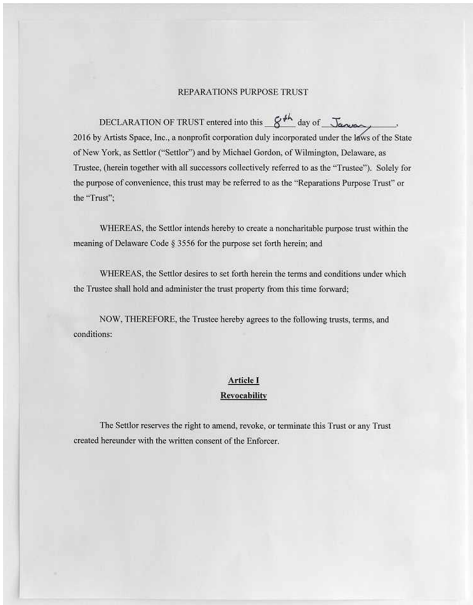 REPARATIONS PURPOSE TRUST
DECLARATION OF TRUST entered into this 8th day of January,
2016 by Artists Space, Inc., a nonprofit corporation duly incorporated under the laws of the State
of New York, as Settlor (“Settlor”) and by Michael Gordon, of Wilmington, Delaware, as
Trustee, (herein together with all successors collectively referred to as the “Trustee”). Solely for
the purpose of convenience, this trust may be referred to as the “Reparations Purpose Trust” or
the “Trust”;
WHEREAS, the Settlor intends hereby to create a noncharitable purpose trust within the
meaning of Delaware Code § 3556 for the purpose set forth herein; and
WHEREAS, the Settlor desires to set forth herein the terms and conditions under which
the Trustee shall hold and administer the trust property from this time forward;
NOW, THEREFORE, the Trustee hereby agrees to the following trusts, terms, and
conditions:
Article I
Revocability
The Settlor reserves the right to amend, revoke, or terminate this Trust or any Trust
created hereunder with the written consent of the Enforcer.